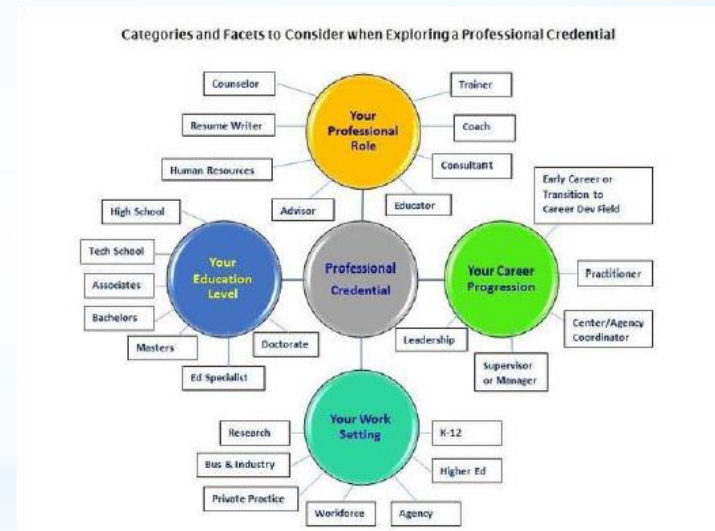 Categories and Facets to Consider when Exploring a Professional Credential
Counselor
Resume Writer
Human Resources
Advisor
Your
Professional
Role
Trainer
Coach
Consultant
Educator
High School
Tech School
Associates
Bachelors
Masters
Ed Specialist
Doctorate
Your
Education
Level
Professional
Credential
Your Career
Progression
Early Career or
Transition to
Career Dev Field
Practitioner
Center/Agency
Coordinator
Supervisor
or Manager
Leadership
Your Work
Setting
Research
Bus & Industry
Private Practice
Workforce
Agency
Higher Ed
K-12